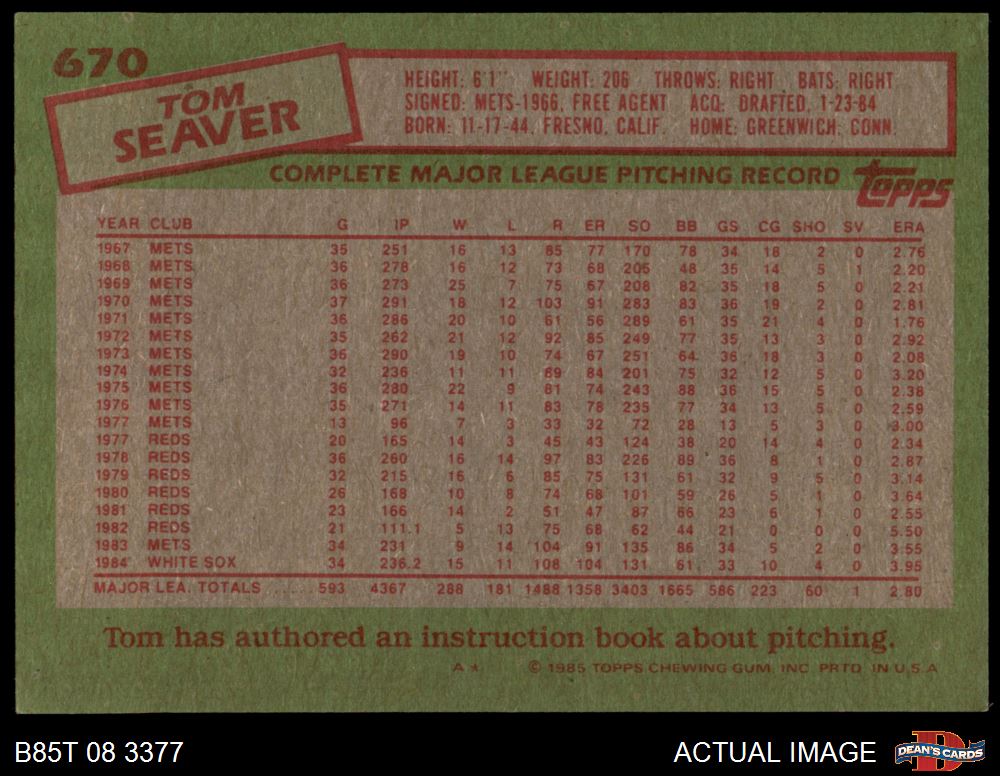 670
TOM
SEAVER
HEIGHT: 6'1" WEIGHT: 206 THROWS: RIGHT BATS: RIGHT
SIGNED: METS-1966, FREE AGENT ACQ: DRAFTED, 1-23-84
BORN: 11-17-44, FRESNO, CALIF. HOME: GREENWICH, CONN.
COMPLETE MAJOR LEAGUE PITCHING RECORD
topps
YEAR CLUB G IP W L R ER SO BB GS CG SHO SV ERA
1967 METS 35 251 16 13 85 77 170 78 34 18 2 0 2.76
1968 METS 36 278 16 12 73 68 205 48 35 14 5 1 2.20
1969 METS 36 273 25 7 75 67 208 82 35 18 5 0 2.21
1970 METS 37 291 18 12 103 91 283 83 36 19 2 0 2.81
1971 METS 36 286 20 10 61 56 289 61 35 21 4 0 1.76
1972 METS 35 262 21 12 92 85 249 77 35 13 3 0 2.92
1973 METS 36 290 19 10 74 67 251 64 36 18 3 0 2.08
1974 METS 32 236 11 11 89 84 201 75 32 12 5 0 3.20
1975 METS 36 280 22 9 81 74 243 88 36 15 5 0 2.38
1976 METS 35 271 14 11 83 78 235 77 34 13 5 0 2.59
1977 METS 13 96 7 3 33 32 72 28 13 5 3 0 3.00
1977 REDS 20 165 14 3 45 43 124 38 20 14 4 0 2.34
1978 REDS 36 260 16 14 97 83 226 89 36 8 1 0 2.87
1979 REDS 32 215 16 6 85 75 131 61 32 9 5 0 3.14
1980 REDS 26 168 10 8 74 68 101 59 26 5 1 0 3.64
1981 REDS 23 166 14 2 51 47 87 66 23 6 1 0 2.55
1982 REDS 21 111.1 5 13 75 68 62 44 21 0 0 0 5.50
1983 METS 34 231 9 14 104 91 135 86 34 5 2 0 3.55
1984 WHITE SOX 34 236.2 15 11 108 104 131 61 33 10 4 0 3.95
MAJOR LEA. TOTALS ...... 593 4367 288 181 1488 1358 3403 1665 586 223 60 1 2.80
Tom has authored an instruction book about pitching.
A* © 1985 TOPPS CHEWING GUM, INC. PRTD. IN U.S.A
B85T 08 3377
ACTUAL IMAGE
D
DEAN'S CARDS